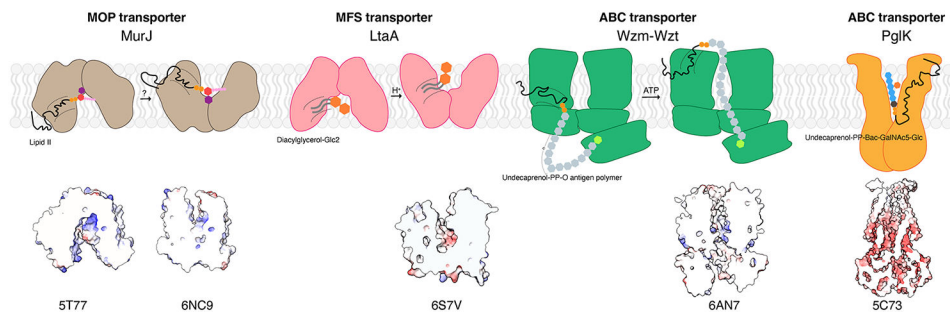 MOP transporter
MurJ
MFS transporter
LtaA
ABC transporter
Wzm-Wzt
ABC transporter
PglK
?
H⁺
ATP
Lipid II
Diacylglycerol-Glc2
Undecaprenol-PP-O antigen polymer
Undecaprenol-PP-Bac-GalNAc5-Glc
5T77
6NC9
6S7V
6AN7
5C73